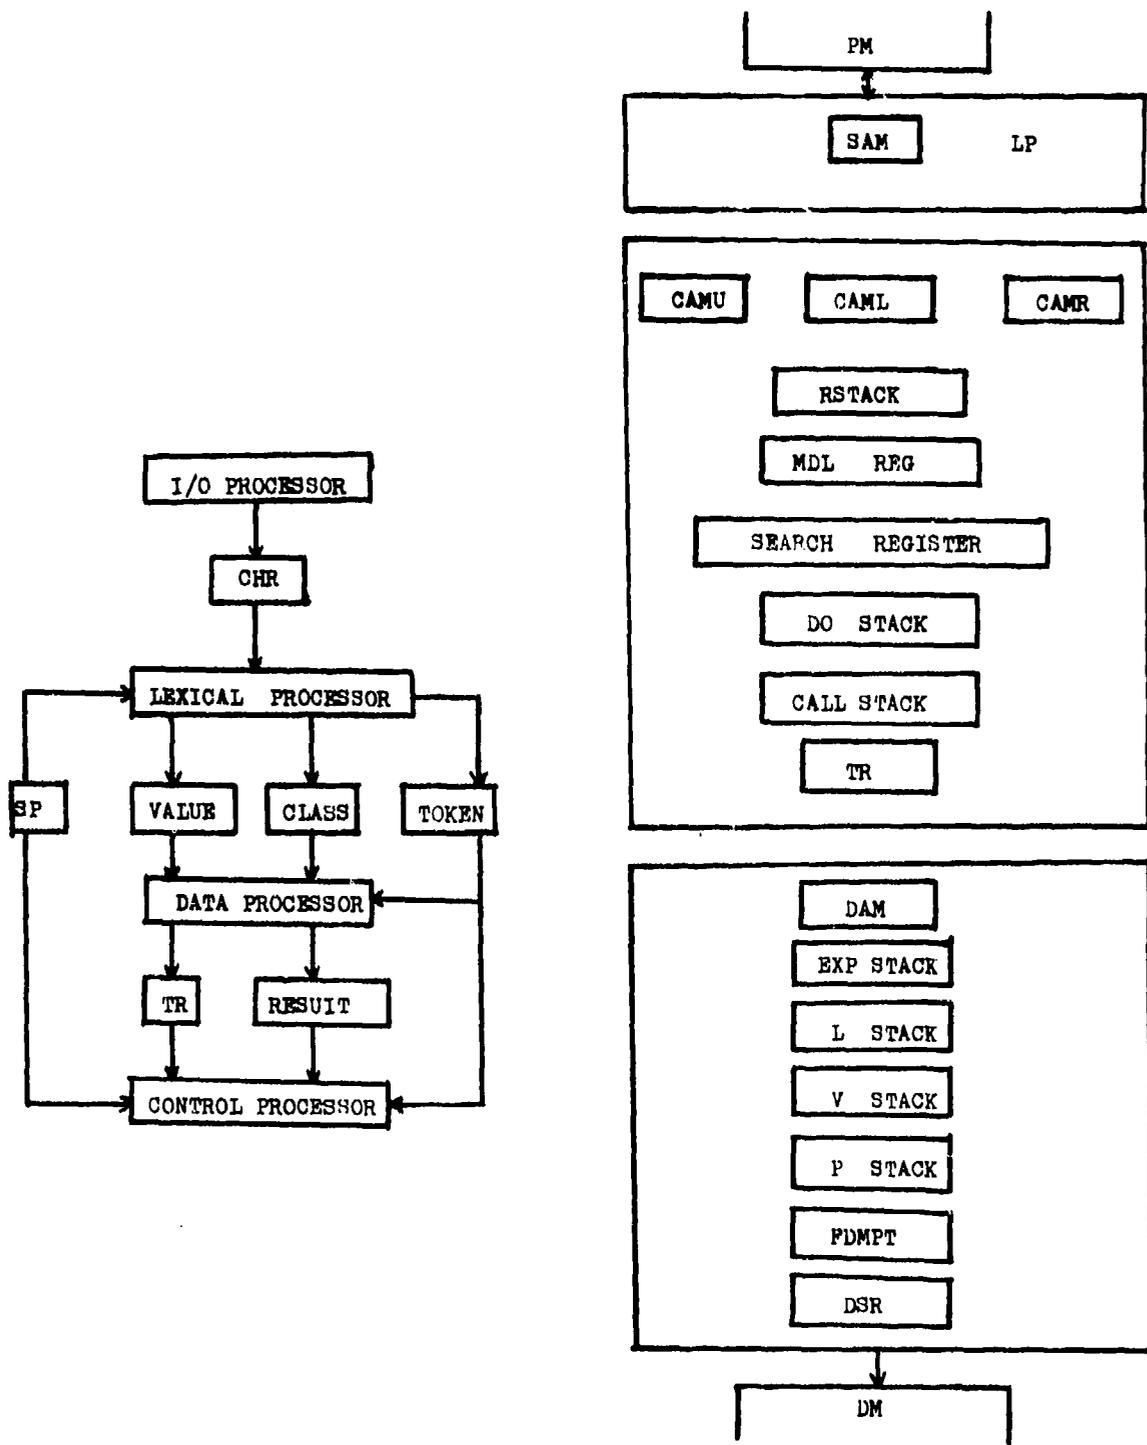 I/O PROCESSOR
CHR
LEXICAL PROCESSOR
SP
VALUE
CLASS
TOKEN
DATA PROCESSOR
TR
RESUIT
CONTROL PROCESSOR
PM
SAM
LP
CAMU
CAML
CAMR
RSTACK
MDL REG
SEARCH REGISTER
DO STACK
CALL STACK
TR
DAM
EXP STACK
L STACK
V STACK
P STACK
FDMPT
DSR
DM